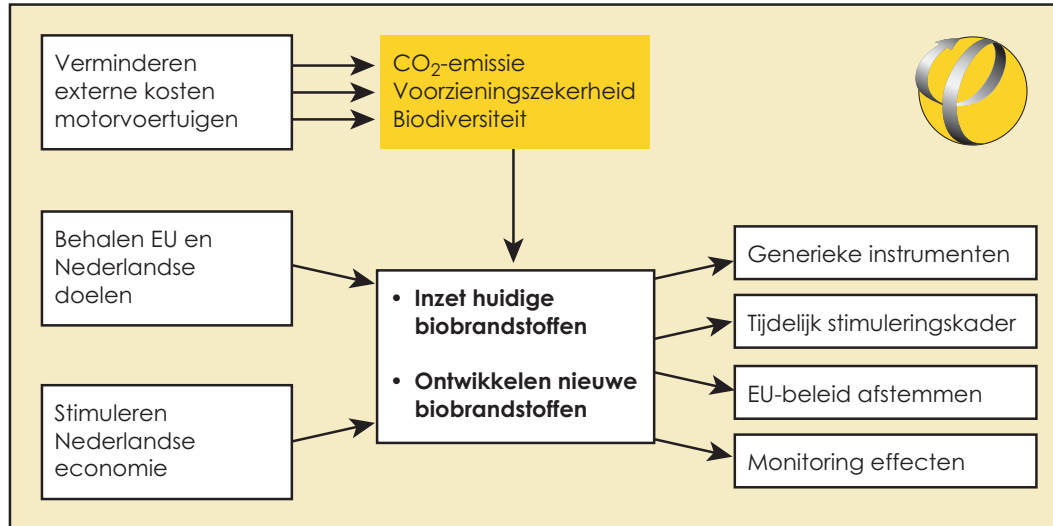 Verminderen
externe kosten
motorvoertuigen
CO₂-emissie
Voorzieningszekerheid
Biodiversiteit
Behalen EU en
Nederlandse
doelen
Stimuleren
Nederlandse
economie
• Inzet huidige
biobrandstoffen
• Ontwikkelen nieuwe
biobrandstoffen
Generieke instrumenten
Tijdelijk stimuleringskader
EU-beleid afstemmen
Monitoring effecten